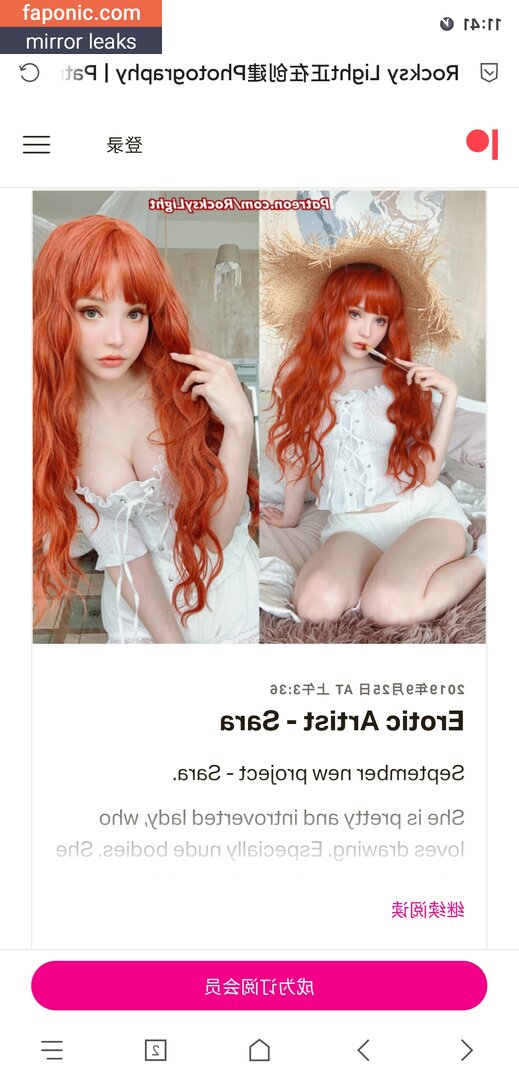 faponic.com
mirror leaks
11:41
Rocksy Light正在创建Photography | Pat
登录
Patreon.com/RocksyLight
2019年9月25日 AT 上午3:36
Erotic Artist - Sara
September new project - Sara.
She is pretty and introverted lady, who
loves drawing. Especially nude bodies. She
继续阅读
成为订阅会员
2